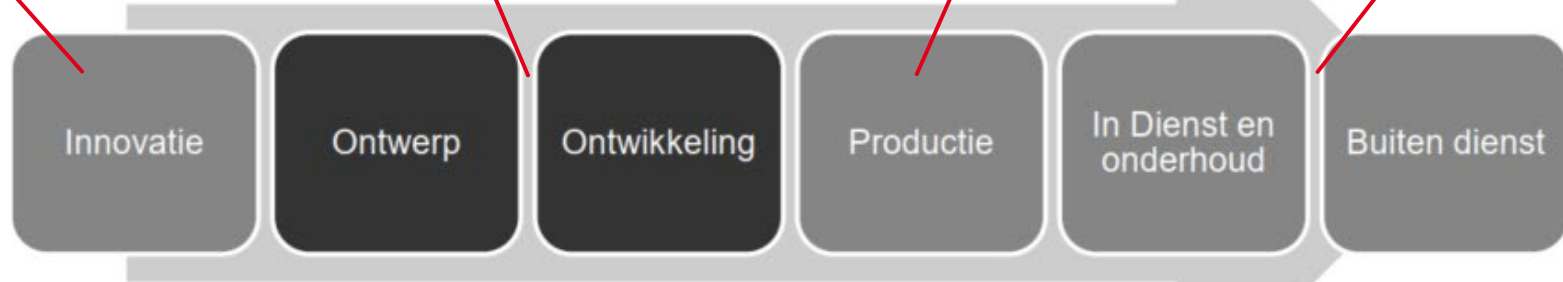 Innovatie
Ontwerp
Ontwikkeling
Productie
In Dienst en
onderhoud
Buiten dienst